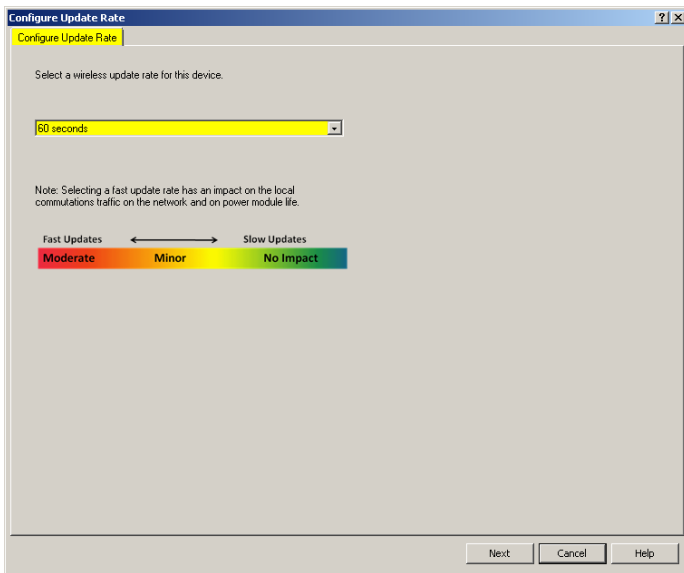 Configure Update Rate
Configure Update Rate
Select a wireless update rate for this device.
60 seconds
Note: Selecting a fast update rate has an impact on the local
commutations traffic on the network and on power module life.
Fast Updates Slow Updates
Moderate Minor No Impact
Next Cancel Help